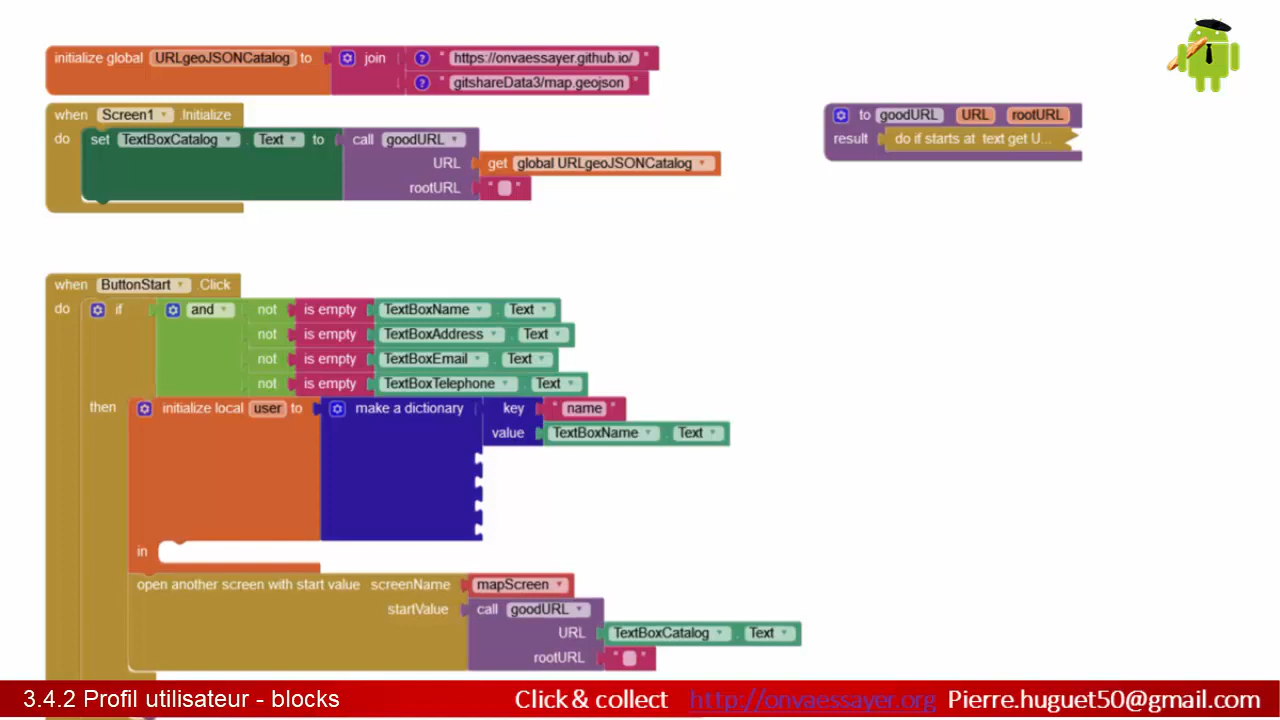 initialize global URLgeoJSONCatalog to join " https://onvaessayer.github.io/ "
" gitshareData3/map.geojson "
when Screen1 .Initialize
do set TextBoxCatalog . Text to call goodURL
URL get global URLgeoJSONCatalog
rootURL " "
to goodURL URL rootURL
result do if starts at text get U...
when ButtonStart .Click
do if and not is empty TextBoxName . Text
not is empty TextBoxAddress . Text
not is empty TextBoxEmail . Text
not is empty TextBoxTelephone . Text
then initialize local user to make a dictionary key " name "
value TextBoxName . Text
in
open another screen with start value screenName mapScreen
startValue call goodURL
URL TextBoxCatalog . Text
rootURL " "
3.4.2 Profil utilisateur - blocks Click & collect http://onvaessayer.org Pierre.huguet50@gmail.com